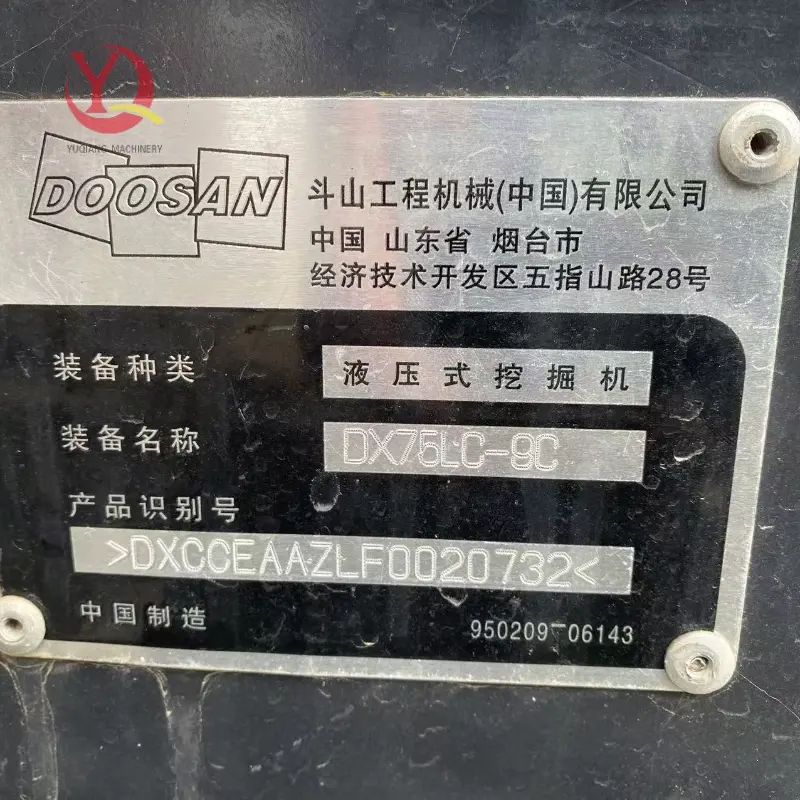 YUQIANG MACHINERY
DOOSAN
斗山工程机械(中国)有限公司
中国 山东省 烟台市
经济技术开发区五指山路28号
装备种类 液压式挖掘机
装备名称 DX75LC-9C
产品识别号
>DXCCEAAZLF0020732<
中国制造 950209-06143